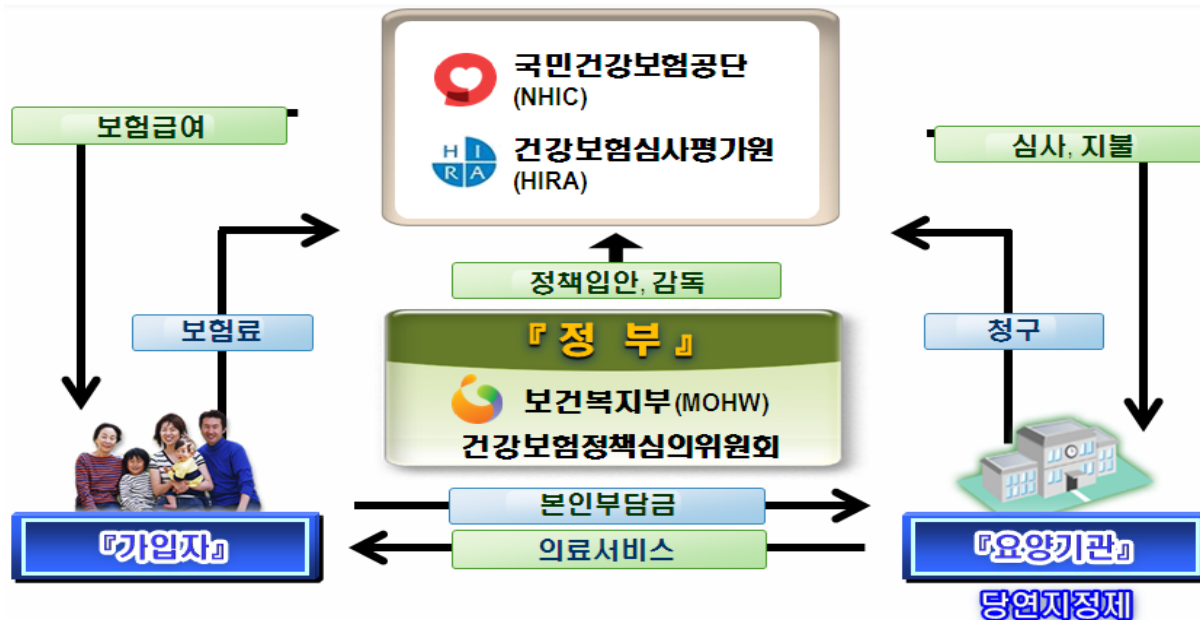 국민건강보험공단
(NHIC)
H I
R A
건강보험심사평가원
(HIRA)
보험급여
심사, 지불
정책입안, 감독
보험료
『정 부』
청구
보건복지부(MOHW)
건강보험정책심의위원회
본인부담금
의료서비스
『가입자』
『요양기관』
당연지정제